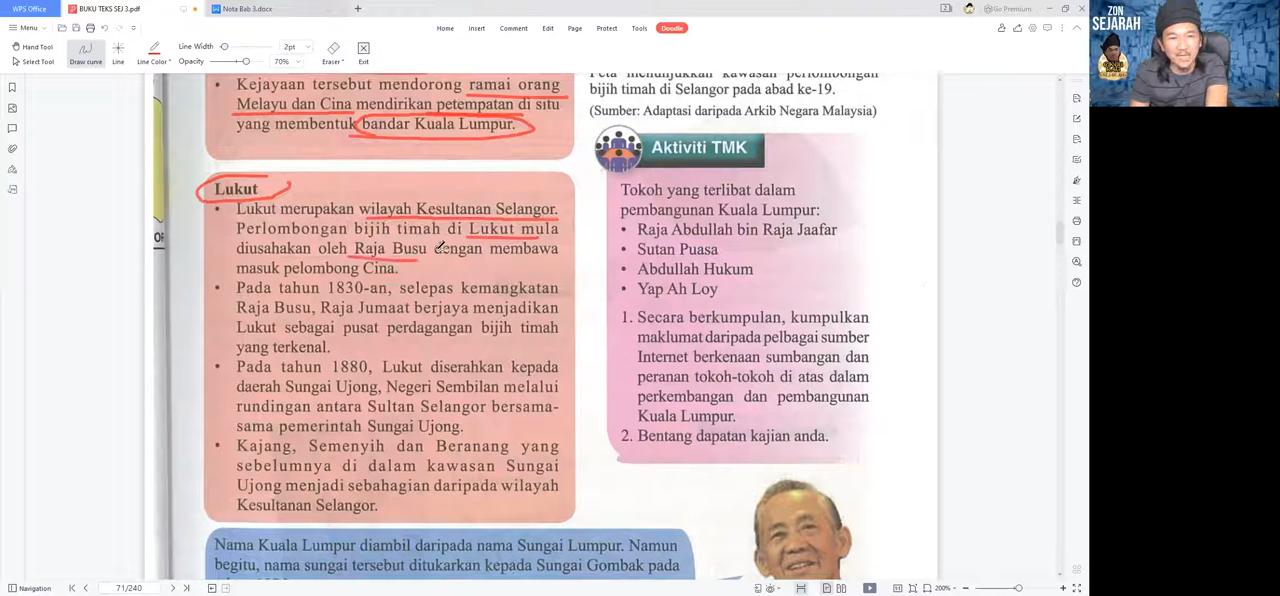 WPS Office
BUKU TEKS SEJ 3.pdf
Nota Bab 3.docx
Go Premium
Menu
Home
Insert
Comment
Edit
Page
Protect
Tools
Doodle
Hand Tool
Select Tool
Draw curve
Line
Line Color
Line Width
2pt
Opacity
70%
Eraser
Exit
ZON
SEJARAH
Kejayaan tersebut mendorong ramai orang
Melayu dan Cina mendirikan petempatan di situ
yang membentuk bandar Kuala Lumpur.
Lukut
• Lukut merupakan wilayah Kesultanan Selangor.
Perlombongan bijih timah di Lukut mula
diusahakan oleh Raja Busu dengan membawa
masuk pelombong Cina.
• Pada tahun 1830-an, selepas kemangkatan
Raja Busu, Raja Jumaat berjaya menjadikan
Lukut sebagai pusat perdagangan bijih timah
yang terkenal.
• Pada tahun 1880, Lukut diserahkan kepada
daerah Sungai Ujong, Negeri Sembilan melalui
rundingan antara Sultan Selangor bersama-
sama pemerintah Sungai Ujong.
• Kajang, Semenyih dan Beranang yang
sebelumnya di dalam kawasan Sungai
Ujong menjadi sebahagian daripada wilayah
Kesultanan Selangor.
Nama Kuala Lumpur diambil daripada nama Sungai Lumpur. Namun
begitu, nama sungai tersebut ditukarkan kepada Sungai Gombak pada
Peta menunjukkan kawasan perlombongan
bijih timah di Selangor pada abad ke-19.
(Sumber: Adaptasi daripada Arkib Negara Malaysia)
Aktiviti TMK
Tokoh yang terlibat dalam
pembangunan Kuala Lumpur:
• Raja Abdullah bin Raja Jaafar
• Sutan Puasa
• Abdullah Hukum
• Yap Ah Loy
1. Secara berkumpulan, kumpulkan
maklumat daripada pelbagai sumber
Internet berkenaan sumbangan dan
peranan tokoh-tokoh di atas dalam
perkembangan dan pembangunan
Kuala Lumpur.
2. Bentang dapatan kajian anda.
Navigation
71/240
200%